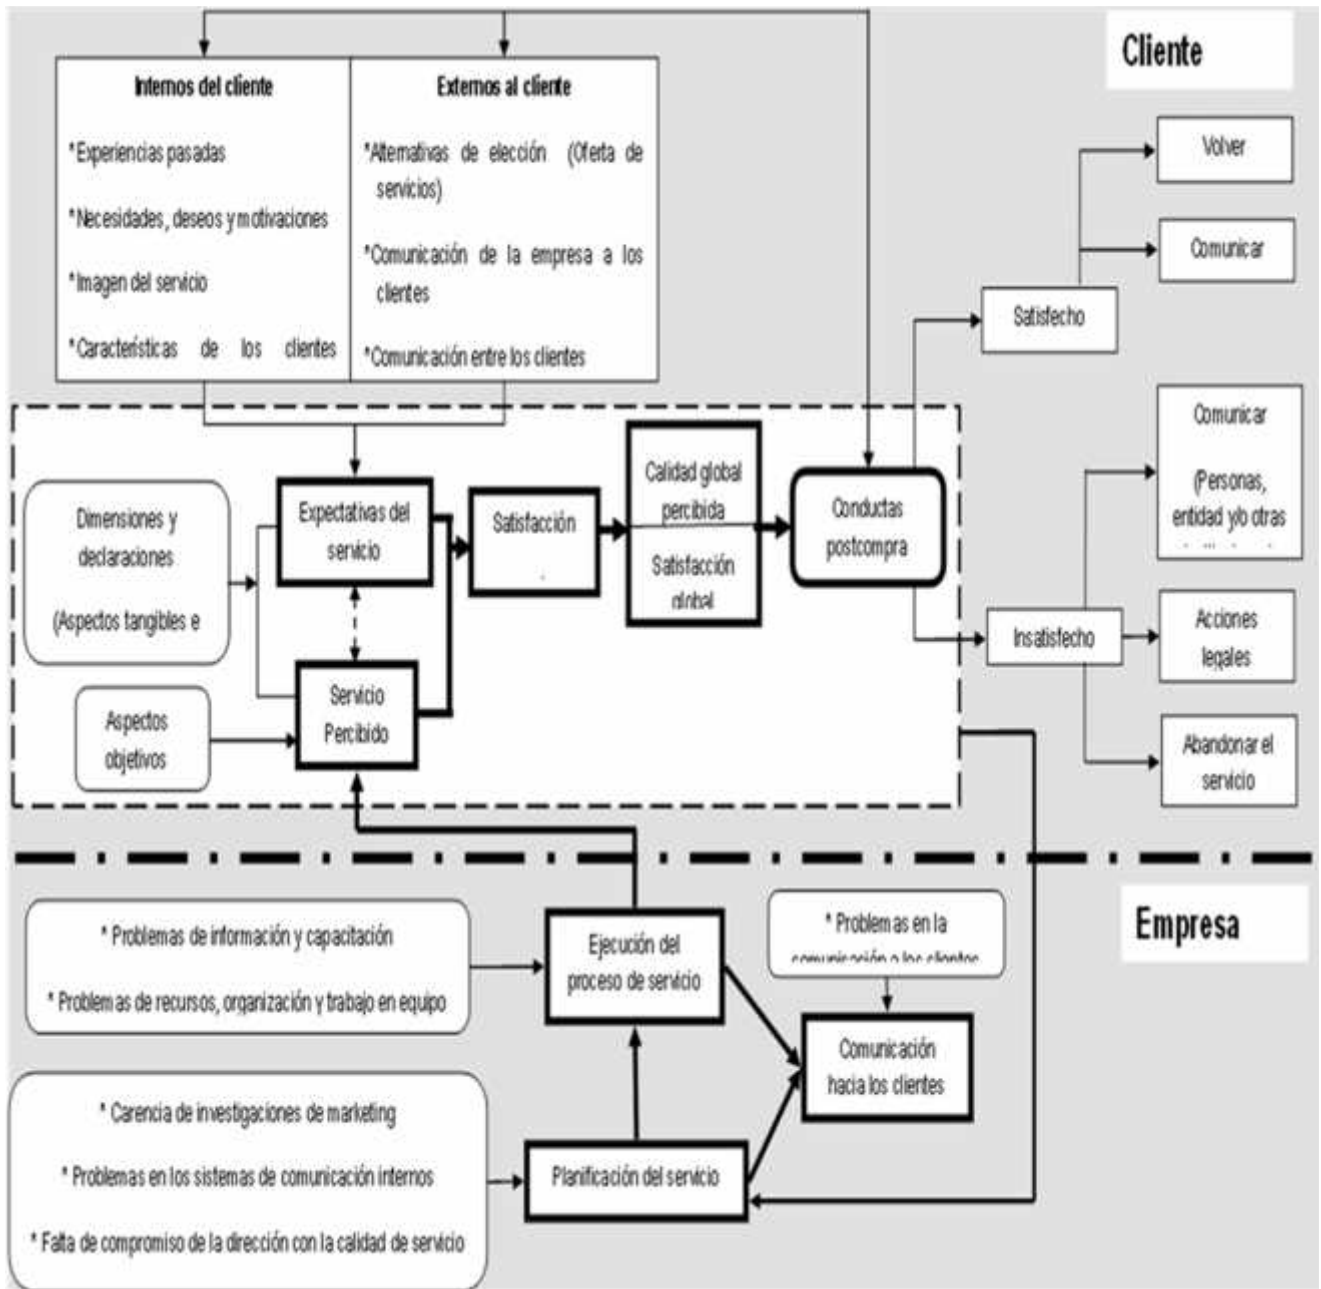 Cliente
Internos del cliente
*Experiencias pasadas
*Necesidades, deseos y motivaciones
*Imagen del servicio
*Características de los clientes
Externos al cliente
*Alternativas de elección (Oferta de
servicios)
*Comunicación de la empresa a los
clientes
*Comunicación entre los clientes
Volver
Comunicar
Satisfecho
Comunicar
(Personas,
entidad y/o otras
Insatisfecho
Acciones
legales
Abandonar el
servicio
Dimensiones y
declaraciones
(Aspectos tangibles e
Aspectos
objetivos
Expectativas del
servicio
Servicio
Percibido
Satisfacción
Calidad global
percibida
Satisfacción
global
Conductas
postcompra
Empresa
* Problemas de información y capacitación
* Problemas de recursos, organización y trabajo en equipo
Ejecución del
proceso de servicio
* Problemas en la
comunicación a los clientes
Comunicación
hacia los clientes
* Carencia de investigaciones de marketing
* Problemas en los sistemas de comunicación internos
* Falta de compromiso de la dirección con la calidad de servicio
Planificación del servicio